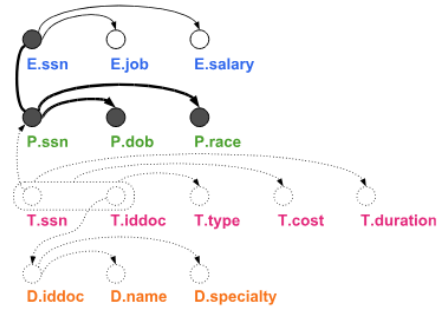 E.ssn E.job E.salary
P.ssn P.dob P.race
T.ssn T.iddoc T.type T.cost T.duration
D.iddoc D.name D.specialty